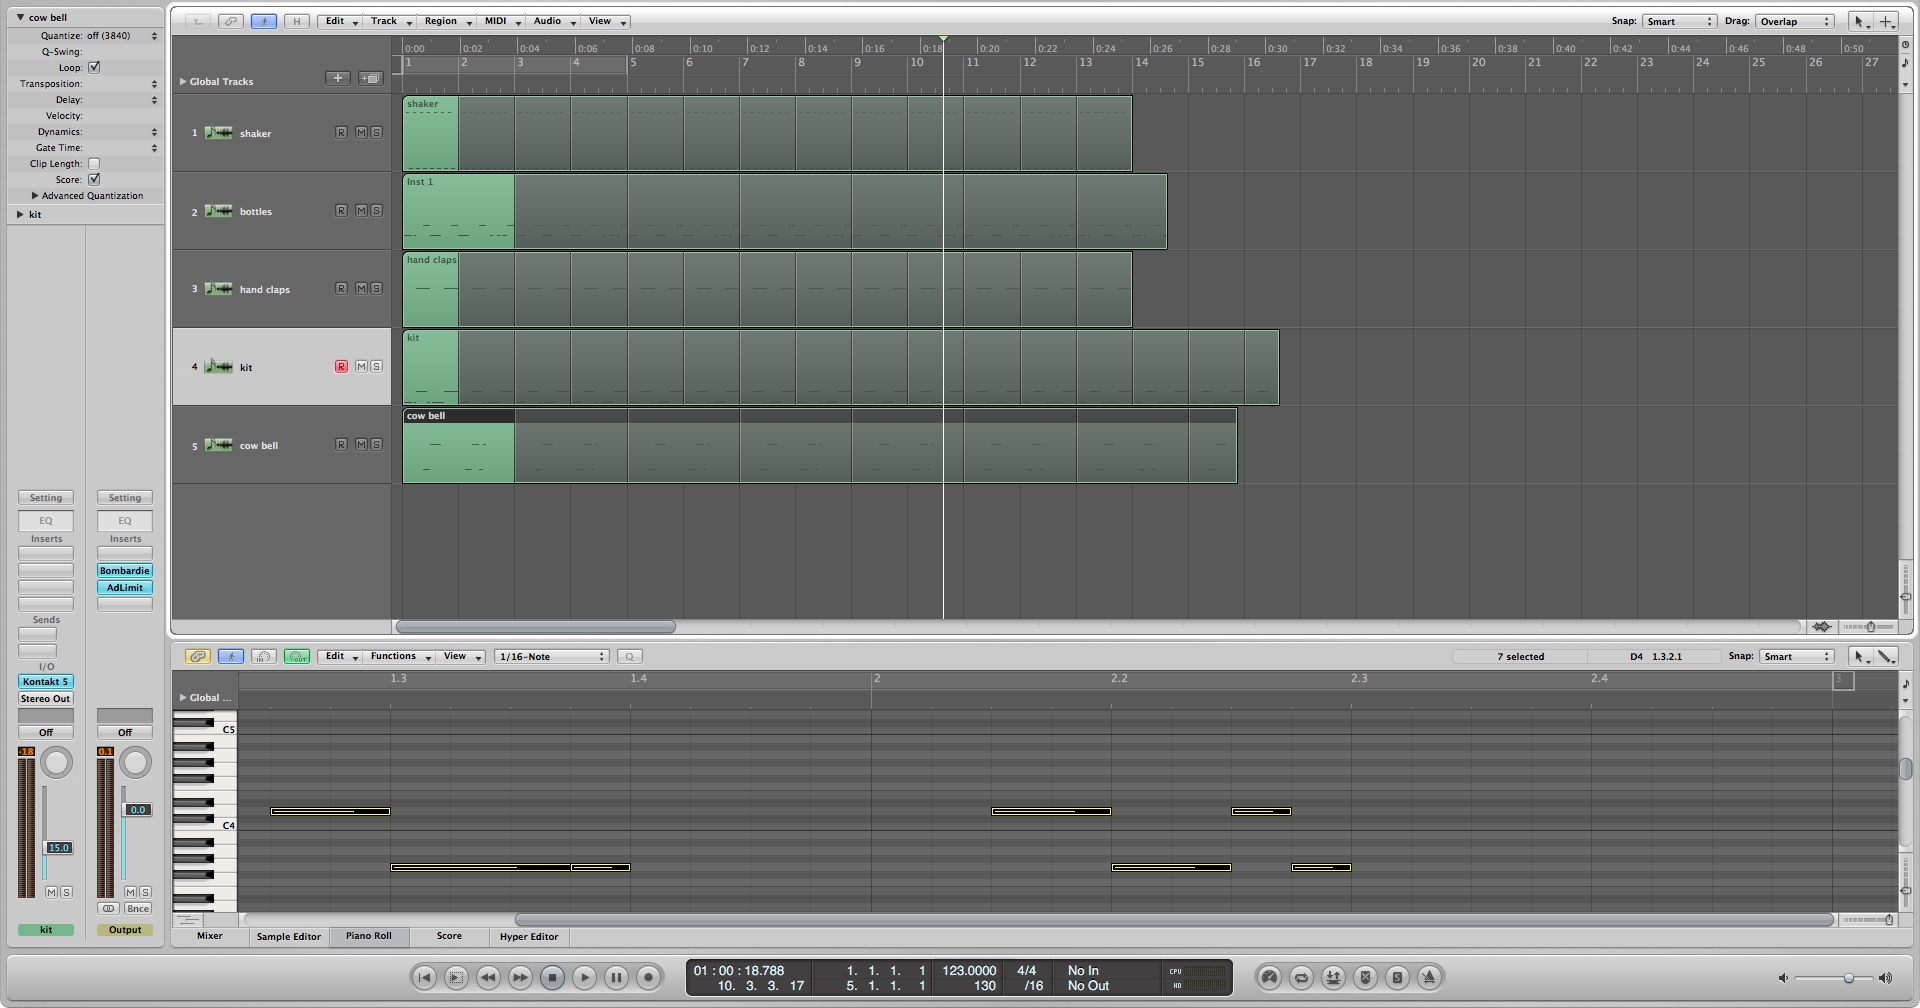 cow bell
Quantize: off (3840)
Q-Swing:
Loop:
Transposition:
Delay:
Velocity:
Dynamics:
Gate Time:
Clip Length:
Score:
Advanced Quantization
kit
Setting Setting
EQ EQ
Inserts Inserts
Bombardie
AdLimit
Sends
I/O
Kontakt 5
Stereo Out
Off Off
-18 0.1
0.0
15.0
M S M S
Bnce
kit Output
H Edit Track Region MIDI Audio View Snap: Smart Drag: Overlap
0:00 0:02 0:04 0:06 0:08 0:10 0:12 0:14 0:16 0:18 0:20 0:22 0:24 0:26 0:28 0:30 0:32 0:34 0:36 0:38 0:40 0:42 0:44 0:46 0:48 0:50
1 2 3 4 5 6 7 8 9 10 11 12 13 14 15 16 17 18 19 20 21 22 23 24 25 26 27
Global Tracks
1 shaker R M S
shaker
2 bottles R M S
Inst 1
3 hand claps R M S
hand claps
4 kit R M S
kit
5 cow bell R M S
cow bell
IN OUT Edit Functions View 1/16-Note Q 7 selected D4 1.3.2.1 Snap: Smart
1.3 1.4 2 2.2 2.3 2.4 3
Global ...
C5
C4
Mixer Sample Editor Piano Roll Score Hyper Editor
01 : 00 : 18.788 1. 1. 1. 1 123.0000 4/4 No In CPU
10. 3. 3. 17 5. 1. 1. 1 130 /16 No Out HD
S